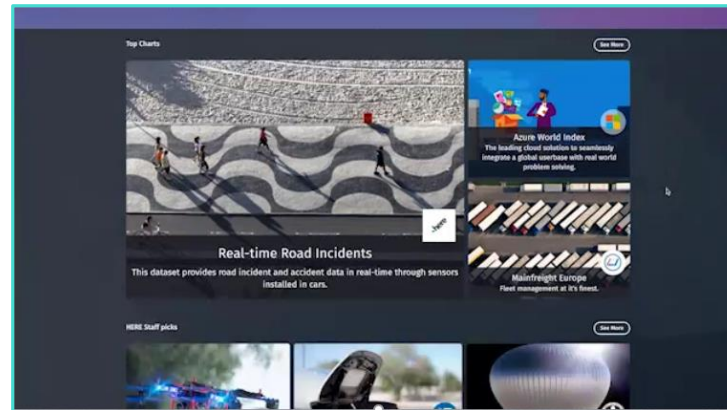 Top Charts
See More
Azure World Index
The leading cloud solution to seamlessly
integrate a global userbase with real world
problem solving.
here
Real-time Road Incidents
This dataset provides road incident and accident data in real-time through sensors
installed in cars.
Mainfreight Europe
Fleet management at it's finest.
HERE Staff picks
See More